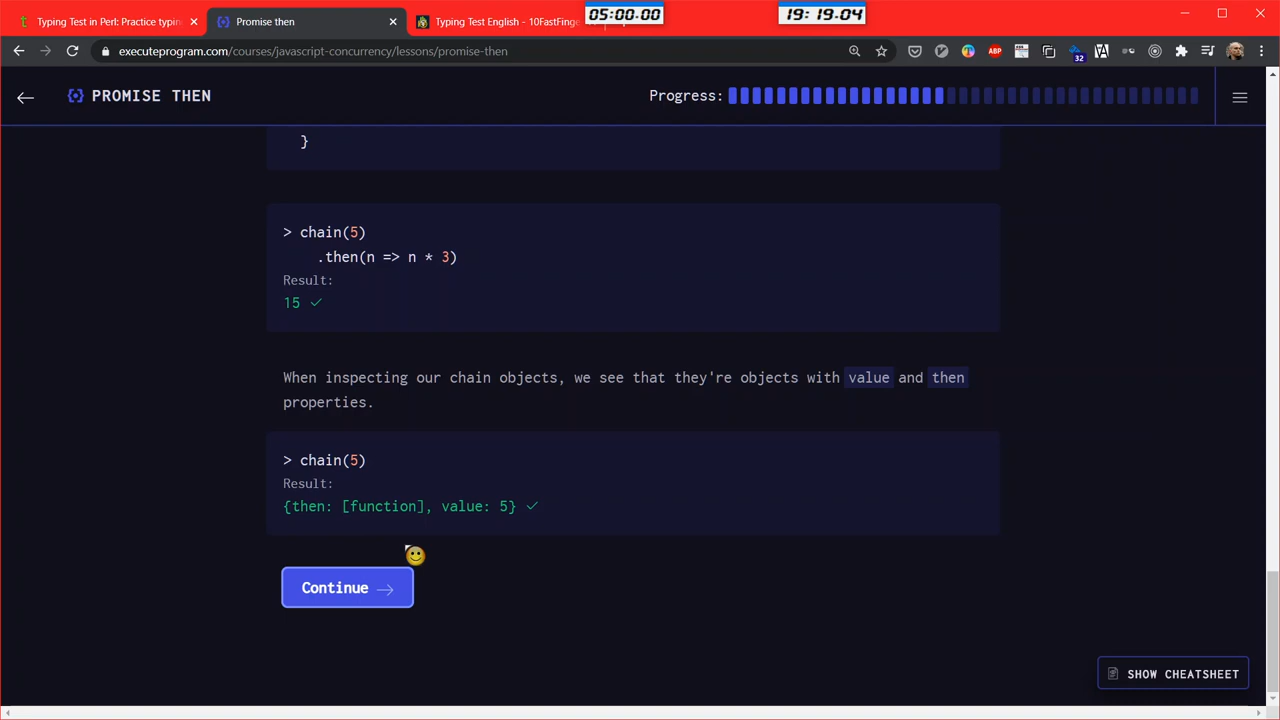 Typing Test in Perl: Practice typin
Promise then
Typing Test English - 10FastFinge
05:00.00
19:19.04
executeprogram.com/courses/javascript-concurrency/lessons/promise-then
ABP
32
PROMISE THEN
Progress:
}
> chain(5)
.then(n => n * 3)
Result:
15
When inspecting our chain objects, we see that they're objects with value and then
properties.
> chain(5)
Result:
{then: [function], value: 5}
Continue
SHOW CHEATSHEET